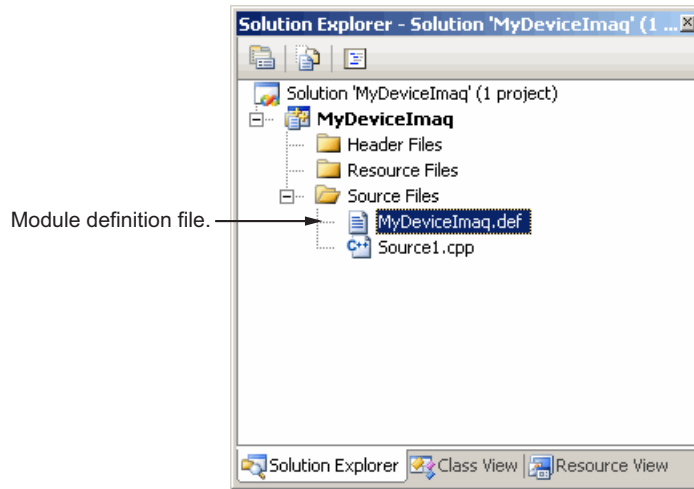 Solution Explorer - Solution 'MyDeviceImaq' (1 ...
Solution 'MyDeviceImaq' (1 project)
MyDeviceImaq
Header Files
Resource Files
Source Files
Module definition file.
MyDeviceImaq.def
C++ Source1.cpp
Solution Explorer Class View Resource View